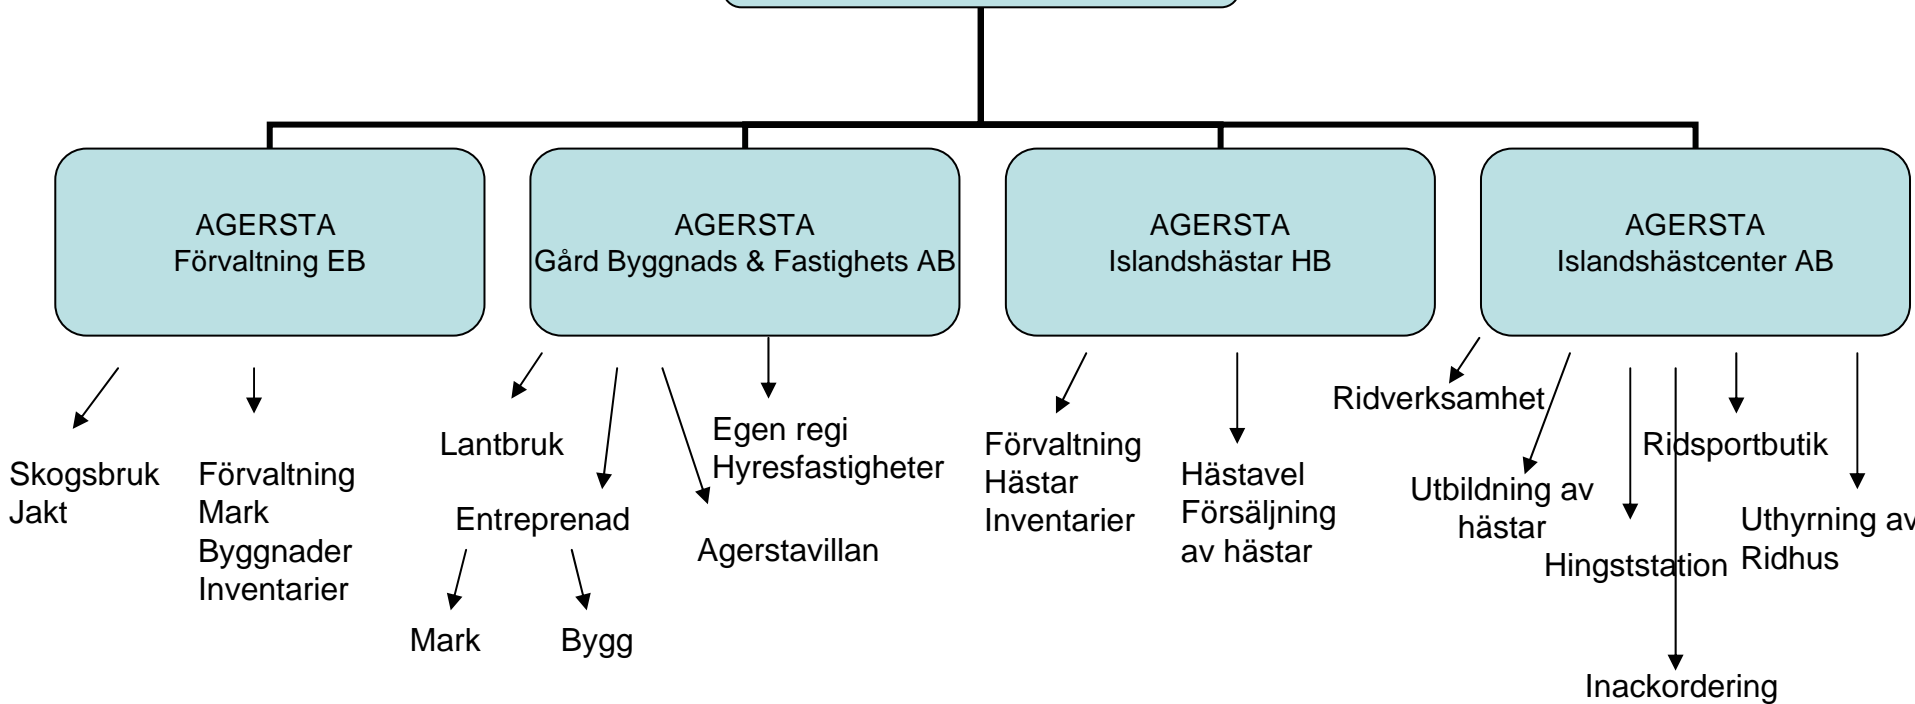 AGERSTA
Förvaltning EB
AGERSTA
Gård Byggnads & Fastighets AB
AGERSTA
Islandshästar HB
AGERSTA
Islandshästcenter AB
Skogsbruk
Jakt
Förvaltning
Mark
Byggnader
Inventarier
Lantbruk
Entreprenad
Mark
Bygg
Agerstavillan
Egen regi
Hyresfastigheter
Förvaltning
Hästar
Inventarier
Hästavel
Försäljning
av hästar
Ridverksamhet
Utbildning av
hästar
Hingststation
Inackordering
Ridsportbutik
Uthyrning av
Ridhus